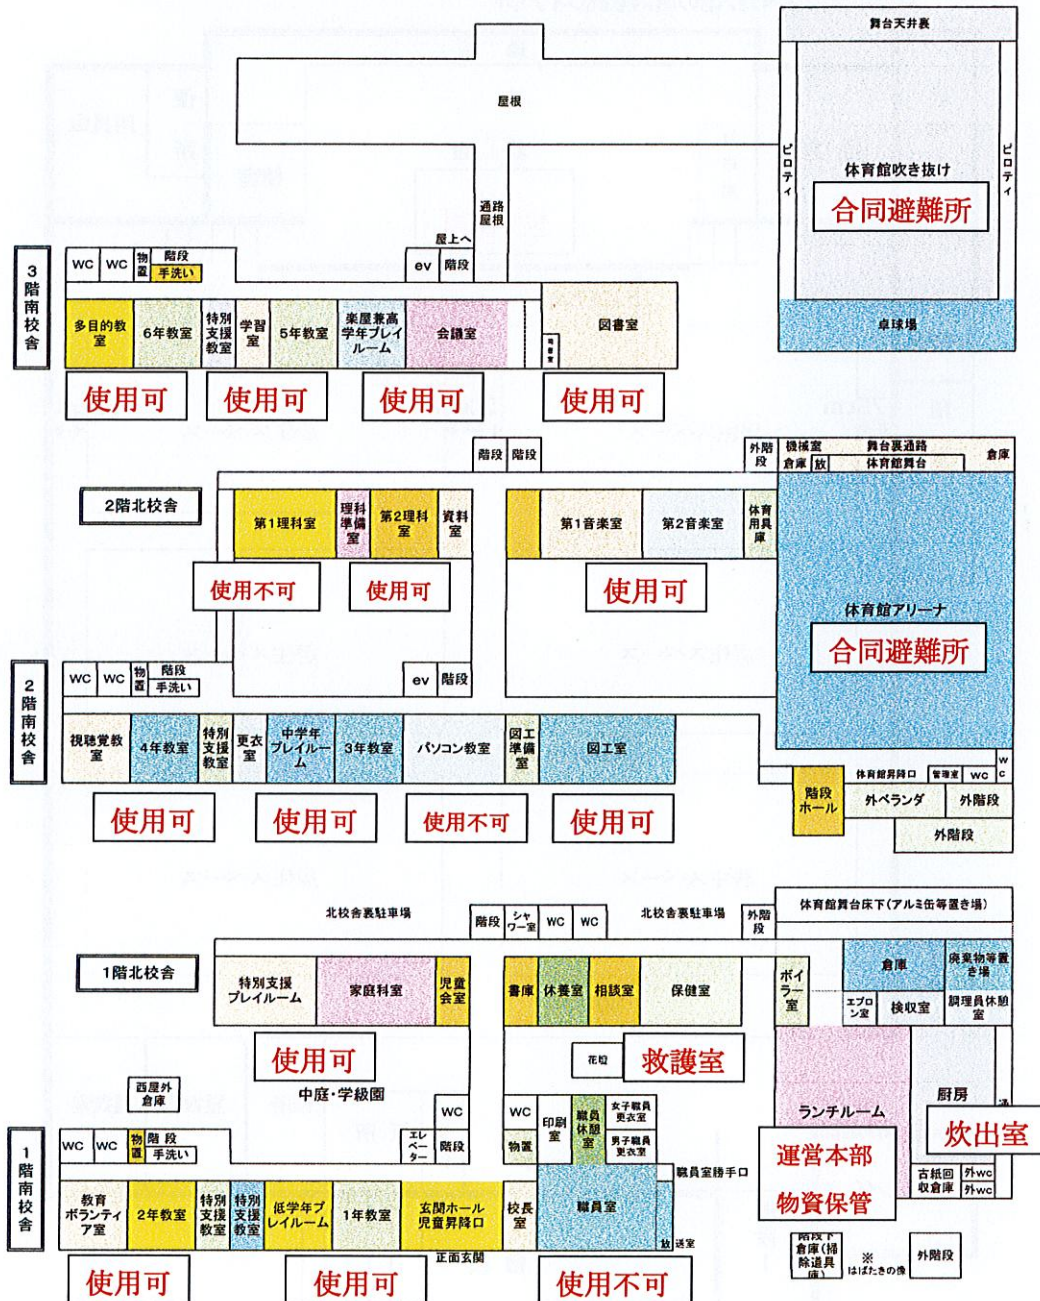 舞台天井裏
屋根
ピロティ
ピロティ
体育館吹き抜け
合同避難所
通路
屋根
屋上へ
3階南校舎
WC
WC
物置
階段
手洗い
ev
階段
多目的教室
6年教室
特別支援教室
学習室
5年教室
楽屋兼高学年プレイルーム
会議室
図書室
卓球場
使用可
使用可
使用可
使用可
階段
階段
外階段
機械室
舞台裏通路
倉庫
倉庫
放
体育館舞台
2階北校舎
第1理科室
理科準備室
第2理科室
資料室
第1音楽室
第2音楽室
体育用具庫
使用不可
使用可
使用可
体育館アリーナ
合同避難所
2階南校舎
WC
WC
物置
階段
手洗い
ev
階段
視聴覚教室
4年教室
特別支援教室
更衣室
中学年プレイルーム
3年教室
パソコン教室
図工準備室
図工室
体育館昇降口
管理室
WC
WC
階段ホール
外ベランダ
外階段
外階段
使用可
使用可
使用不可
使用可
北校舎裏駐車場
階段
シャワー室
WC
WC
北校舎裏駐車場
外階段
体育館舞台床下(アルミ缶等置き場)
1階北校舎
特別支援プレイルーム
家庭科室
児童会室
書庫
休養室
相談室
保健室
ボイラー室
倉庫
廃棄物等置き場
エプロン室
検収室
調理員休憩室
使用可
花壇
救護室
西屋外倉庫
中庭・学級園
ランチルーム
厨房
炊出室
1階南校舎
WC
WC
物置
階段
手洗い
エレベーター
WC
階段
WC
物置
印刷室
職員休憩室
女子職員更衣室
男子職員更衣室
職員室勝手口
運営本部
物資保管
古紙回収倉庫
外wc
外wc
教育ボランティア室
2年教室
特別支援教室
特別支援教室
低学年プレイルーム
1年教室
玄関ホール
児童昇降口
校長室
職員室
放送室
正面玄関
使用可
使用可
使用不可
階段下倉庫(掃除道具庫)
※
はばたきの像
外階段